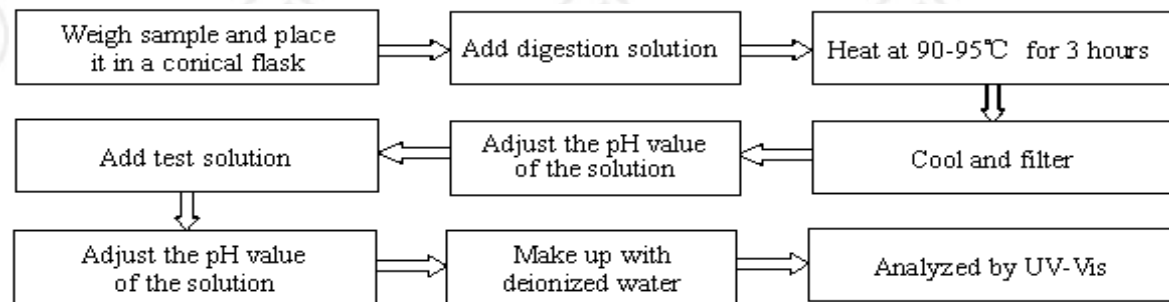 Weigh sample and place
it in a conical flask
Add digestion solution
Heat at 90-95℃ for 3 hours
Cool and filter
Adjust the pH value
of the solution
Add test solution
Adjust the pH value
of the solution
Make up with
deionized water
Analyzed by UV-Vis